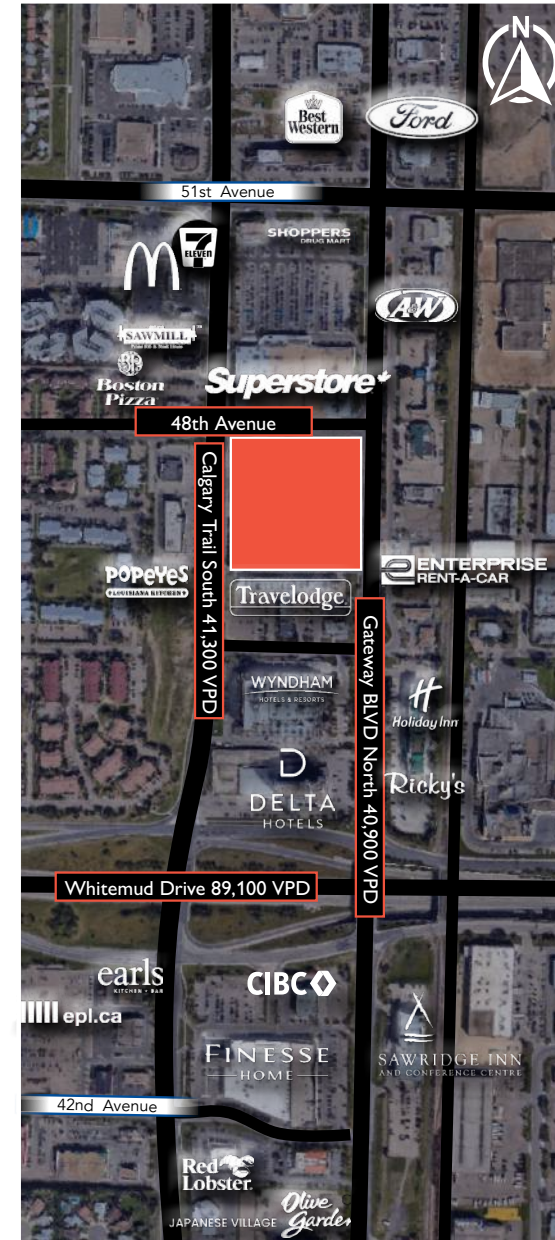 N
Best
Western
Ford
51st Avenue
SHOPPERS
DRUG MART
7
ELEVEN
A&W
SAWMILL
BP
Boston
Pizza
Superstore
48th Avenue
Calgary Trail South 41,300 VPD
POPEYES
LOUISIANA KITCHEN
e ENTERPRISE
RENT-A-CAR
Travelodge
Gateway BLVD North 40,900 VPD
WYNDHAM
HOTELS & RESORTS
H
Holiday Inn
D
DELTA
HOTELS
Ricky's
Whitemud Drive 89,100 VPD
earls
KITCHEN + BAR
CIBC
epl.ca
FINESSE
HOME
SAWRIDGE INN
AND CONFERENCE CENTRE
42nd Avenue
Red
Lobster
JAPANESE VILLAGE
Olive
Garden